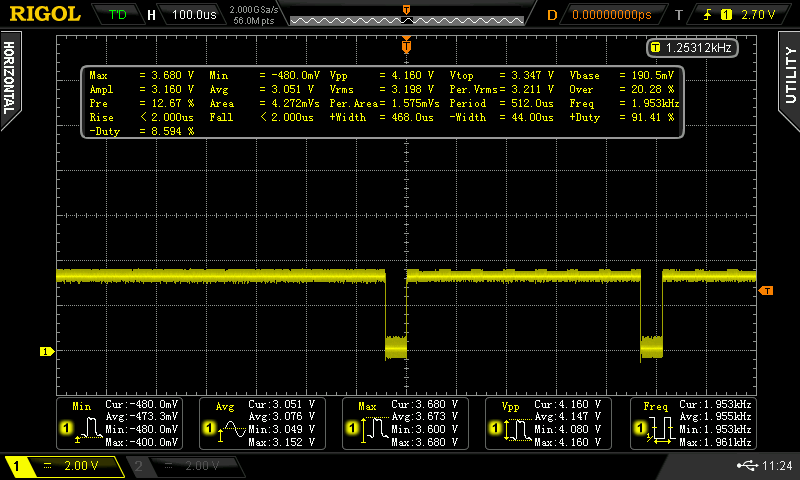 RIGOL T'D H 100.0us 2.000GSa/s 56.0Mpts D 0.00000000ps T 1 2.70 V
HORIZONTAL
UTILITY
T
T 1.25312kHz
Max = 3.680 V Min = -480.0mV Vpp = 4.160 V Vtop = 3.347 V Vbase = 190.5mV
Ampl = 3.160 V Avg = 3.051 V Vrms = 3.198 V Per.Vrms= 3.211 V Over = 20.28 %
Pre = 12.67 % Area = 4.272mVs Per.Area= 1.575mVs Period = 512.0us Freq = 1.953kHz
Rise < 2.000us Fall < 2.000us +Width = 468.0us -Width = 44.00us +Duty = 91.41 %
-Duty = 8.594 %
T
1
Min Cur:-480.0mV
Avg:-473.3mV
1 Min:-480.0mV
Max:-400.0mV
Avg Cur:3.051 V
Avg:3.076 V
1 Min:3.049 V
Max:3.152 V
Max Cur:3.680 V
Avg:3.673 V
1 Min:3.600 V
Max:3.680 V
Vpp Cur:4.160 V
Avg:4.147 V
1 Min:4.080 V
Max:4.160 V
Freq Cur:1.953kHz
Avg:1.955kHz
1 Min:1.953kHz
Max:1.961kHz
1 2.00 V 2 2.00 V 11:24